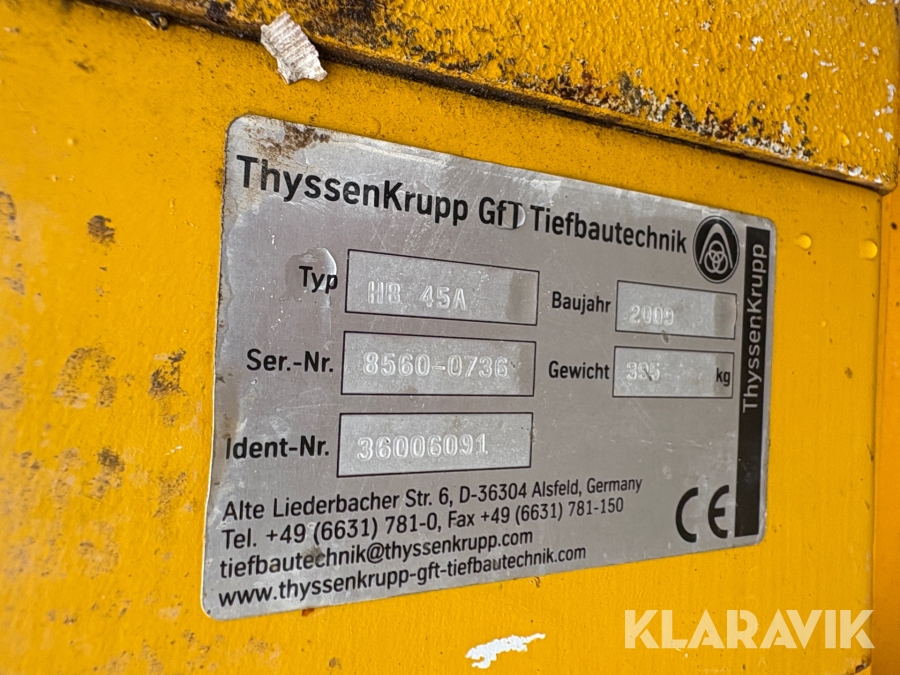 ThyssenKrupp GfT Tiefbautechnik
ThyssenKrupp
Typ HB 45A
Baujahr 2009
Ser.-Nr. 8560-0736
Gewicht 395 kg
Ident-Nr. 36006091
Alte Liederbacher Str. 6, D-36304 Alsfeld, Germany
Tel. +49 (6631) 781-0, Fax +49 (6631) 781-150
tiefbautechnik@thyssenkrupp.com
www.thyssenkrupp-gft-tiefbautechnik.com
CE
KLARAVIK